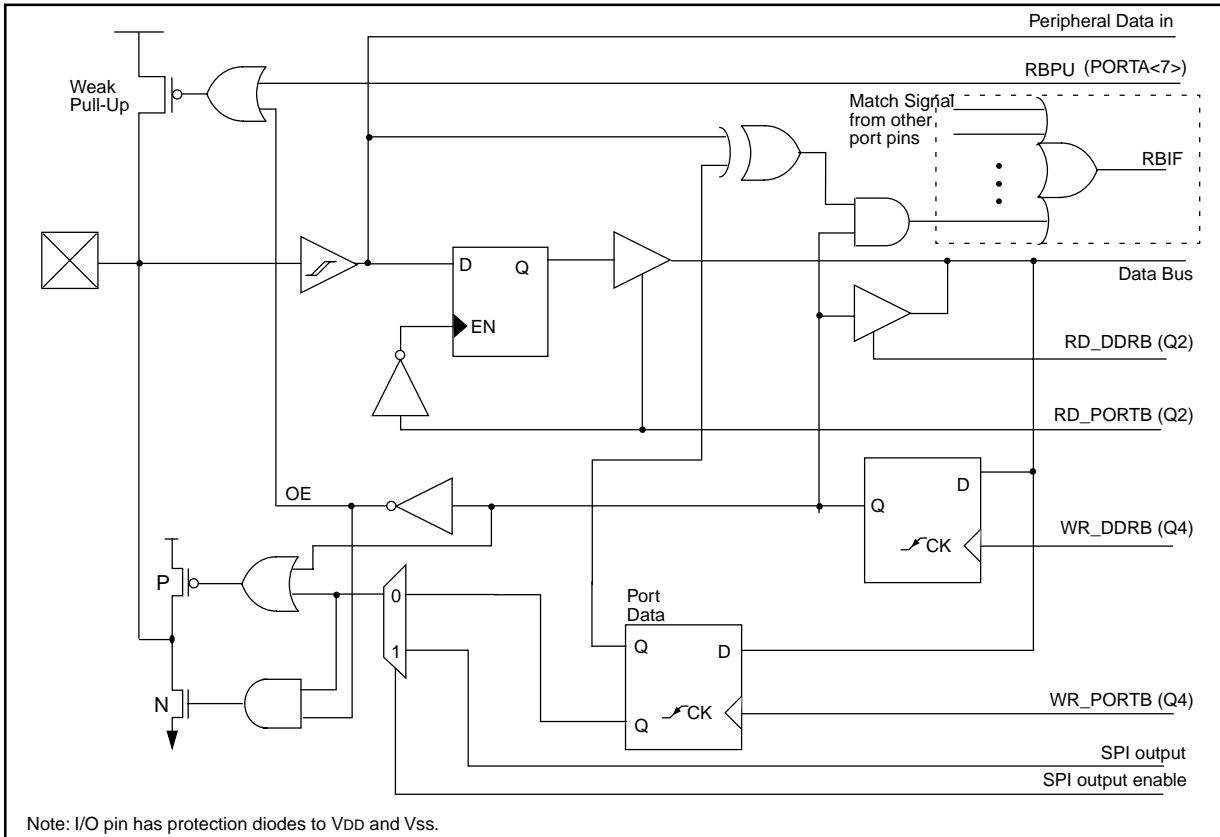 Peripheral Data in
RBPU (PORTA<7>)
Weak
Pull-Up
Match Signal
from other
port pins
RBIF
D
Q
EN
Data Bus
RD_DDRB (Q2)
RD_PORTB (Q2)
OE
D
Q
CK
WR_DDRB (Q4)
P
0
1
Port
Data
Q
D
N
CK
Q
WR_PORTB (Q4)
SPI output
SPI output enable
Note: I/O pin has protection diodes to VDD and Vss.